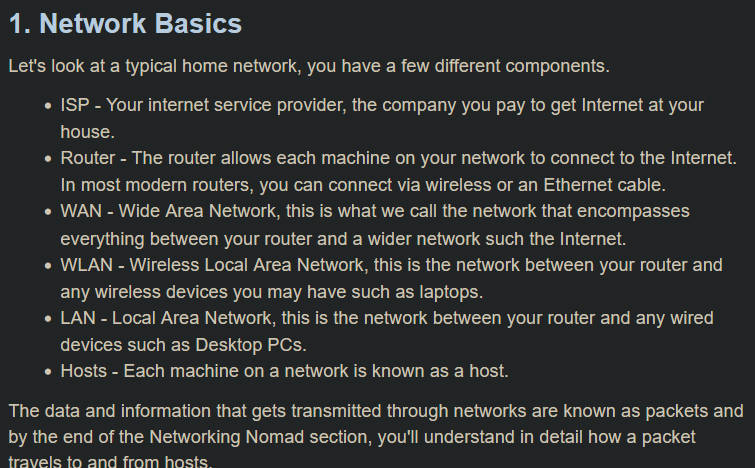 1. Network Basics
Let's look at a typical home network, you have a few different components.
• ISP - Your internet service provider, the company you pay to get Internet at your
house.
• Router - The router allows each machine on your network to connect to the Internet.
In most modern routers, you can connect via wireless or an Ethernet cable.
• WAN - Wide Area Network, this is what we call the network that encompasses
everything between your router and a wider network such the Internet.
• WLAN - Wireless Local Area Network, this is the network between your router and
any wireless devices you may have such as laptops.
• LAN - Local Area Network, this is the network between your router and any wired
devices such as Desktop PCs.
• Hosts - Each machine on a network is known as a host.
The data and information that gets transmitted through networks are known as packets and
by the end of the Networking Nomad section, you'll understand in detail how a packet
travels to and from hosts.